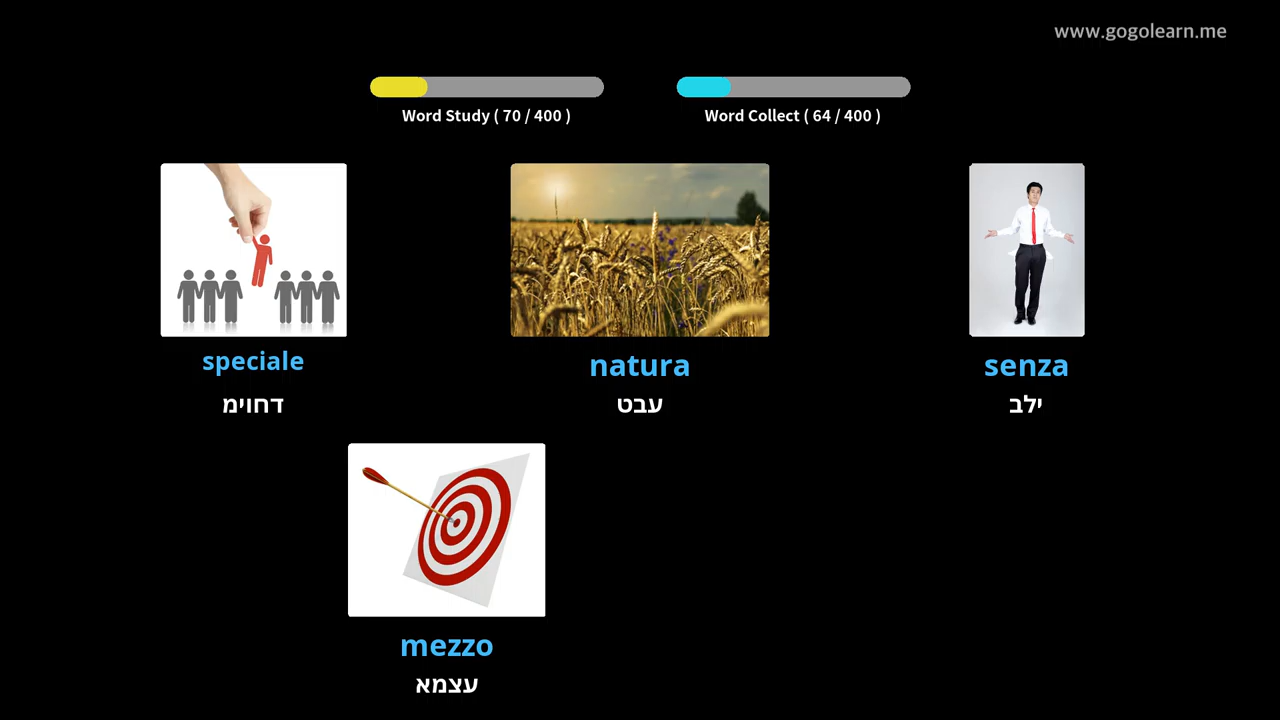 www.gogolearn.me
Word Study ( 70 / 400 )
Word Collect ( 64 / 400 )
speciale
דחוימ
natura
עבט
senza
ילב
mezzo
עצמא